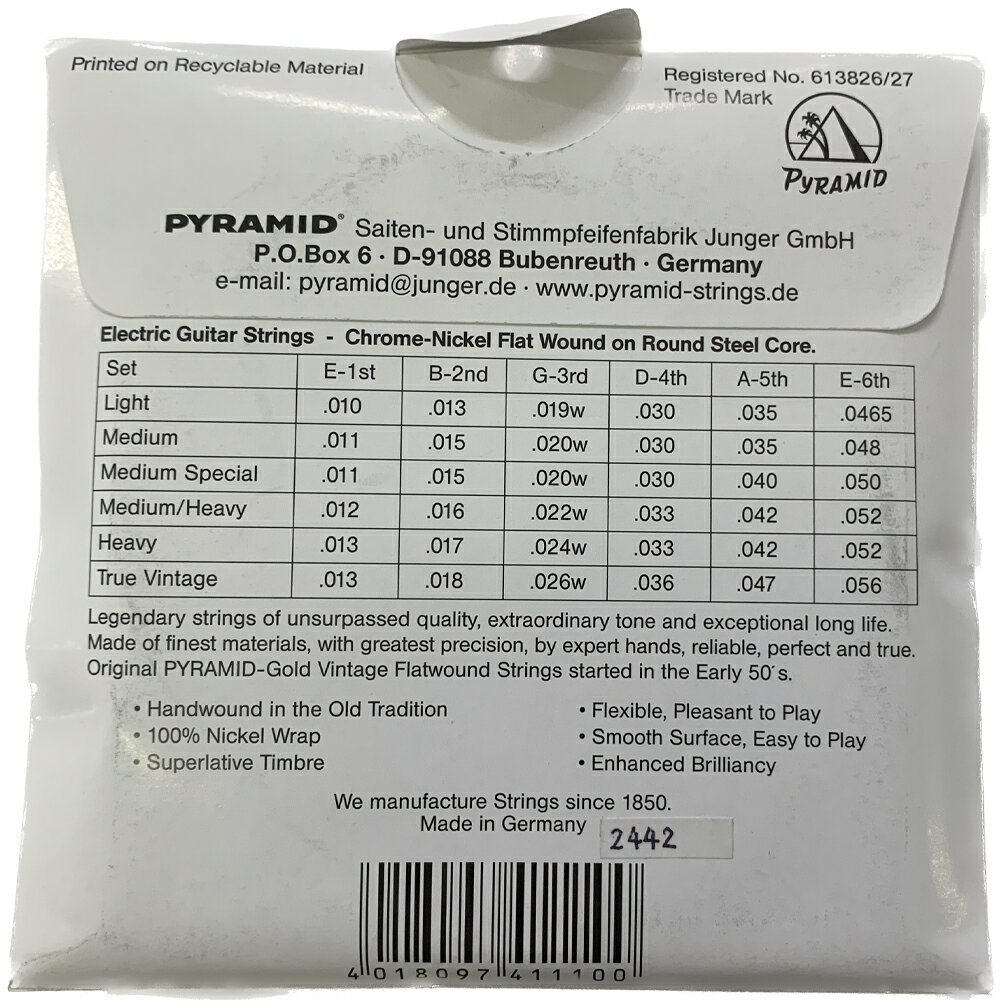 Printed on Recyclable Material
Registered No. 613826/27
Trade Mark
PYRAMID
PYRAMID® Saiten- und Stimmpfeifenfabrik Junger GmbH
P.O.Box 6 · D-91088 Bubenreuth · Germany
e-mail: pyramid@junger.de · www.pyramid-strings.de
Electric Guitar Strings - Chrome-Nickel Flat Wound on Round Steel Core.
Set E-1st B-2nd G-3rd D-4th A-5th E-6th
Light .010 .013 .019w .030 .035 .0465
Medium .011 .015 .020w .030 .035 .048
Medium Special .011 .015 .020w .030 .040 .050
Medium/Heavy .012 .016 .022w .033 .042 .052
Heavy .013 .017 .024w .033 .042 .052
True Vintage .013 .018 .026w .036 .047 .056
Legendary strings of unsurpassed quality, extraordinary tone and exceptional long life.
Made of finest materials, with greatest precision, by expert hands, reliable, perfect and true.
Original PYRAMID-Gold Vintage Flatwound Strings started in the Early 50´s.
• Handwound in the Old Tradition
• 100% Nickel Wrap
• Superlative Timbre
• Flexible, Pleasant to Play
• Smooth Surface, Easy to Play
• Enhanced Brilliancy
We manufacture Strings since 1850.
Made in Germany
2442
4 018097 411100